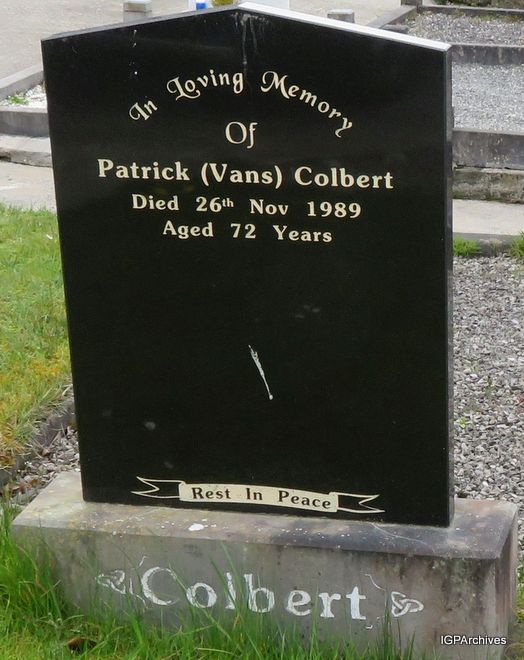 In Loving Memory
Of
Patrick (Vans) Colbert
Died 26th Nov 1989
Aged 72 Years
Rest In Peace
Colbert
IGPArchives